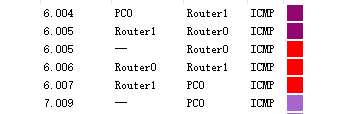 6.004 PC0 Router1 ICMP
6.005 Router1 Router0 ICMP
6.005 -- Router0 ICMP
6.006 Router0 Router1 ICMP
6.007 Router1 PC0 ICMP
7.009 -- PC0 ICMP